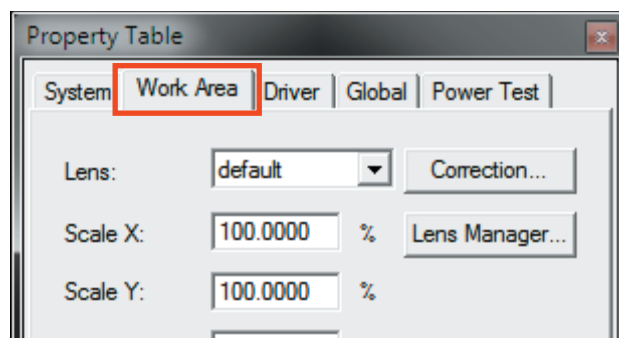 Property Table
System Work Area Driver Global Power Test
Lens: default Correction...
Scale X: 100.0000 % Lens Manager...
Scale Y: 100.0000 %